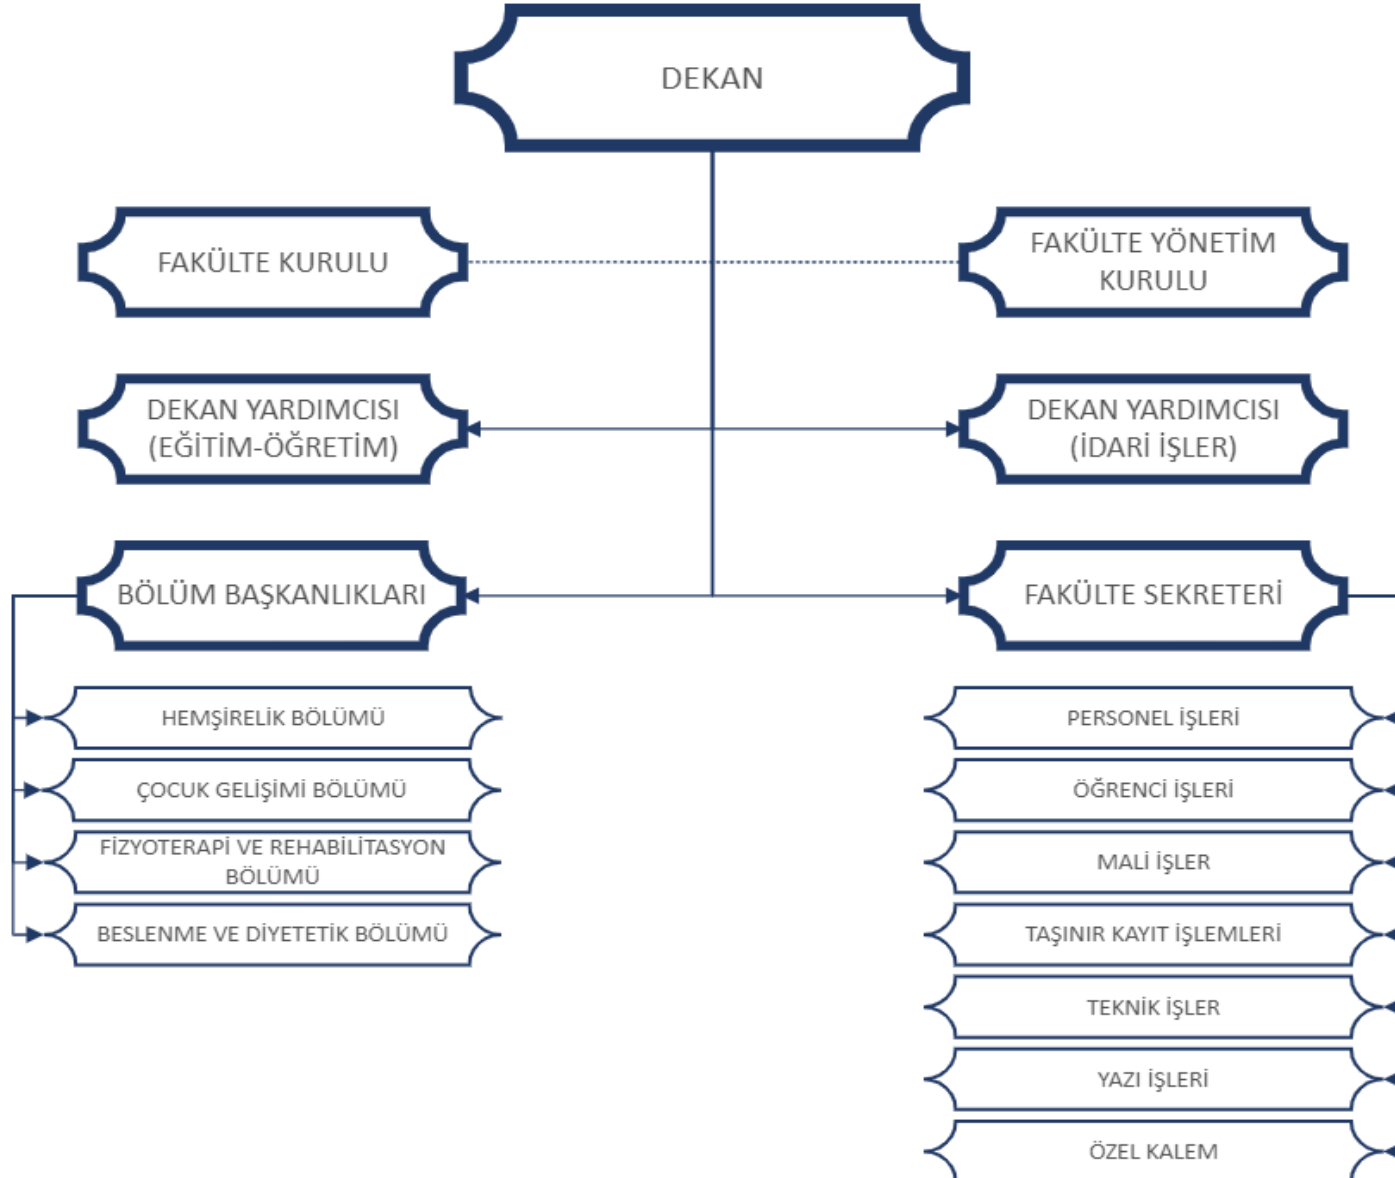 DEKAN
FAKÜLTE KURULU
FAKÜLTE YÖNETİM
KURULU
DEKAN YARDIMCISI
(EĞİTİM-ÖĞRETİM)
DEKAN YARDIMCISI
(İDARİ İŞLER)
BÖLÜM BAŞKANLIKLARI
FAKÜLTE SEKRETERİ
HEMŞİRELİK BÖLÜMÜ
ÇOCUK GELİŞİMİ BÖLÜMÜ
FİZYOTERAPİ VE REHABİLİTASYON
BÖLÜMÜ
BESLENME VE DİYETETİK BÖLÜMÜ
PERSONEL İŞLERİ
ÖĞRENCİ İŞLERİ
MALİ İŞLER
TAŞINIR KAYIT İŞLEMLERİ
TEKNİK İŞLER
YAZI İŞLERİ
ÖZEL KALEM